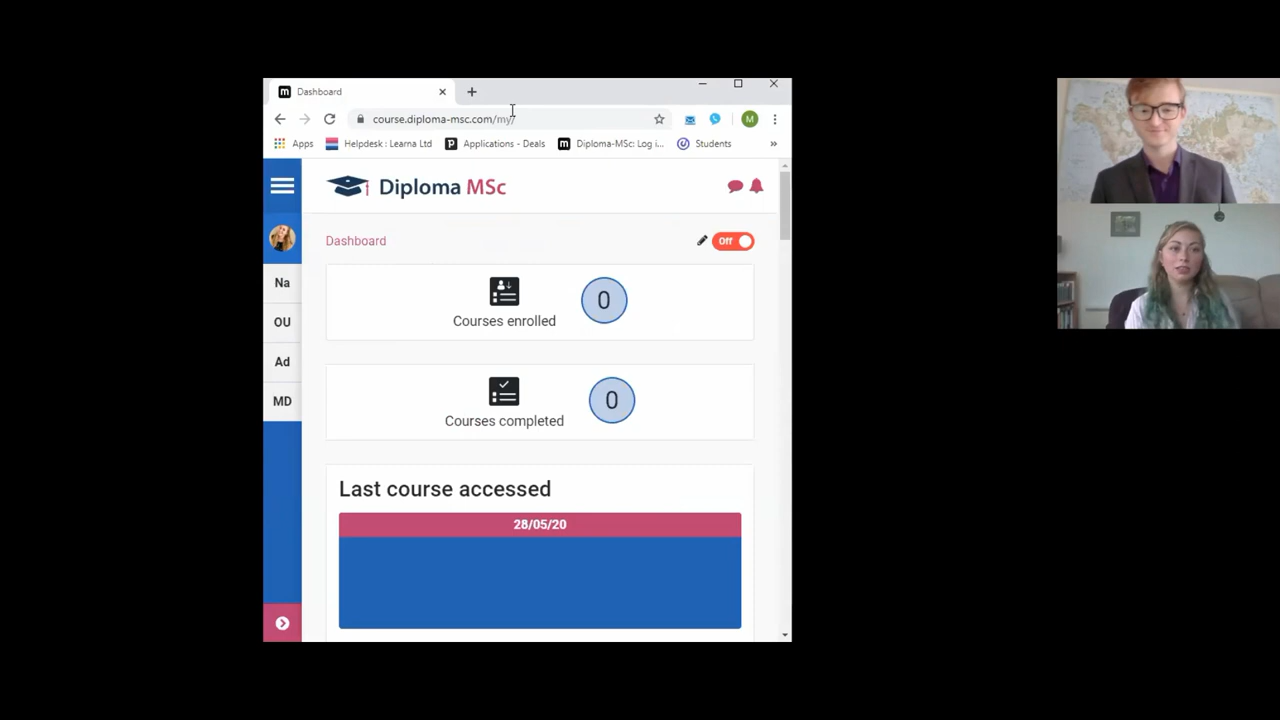 m Dashboard
course.diploma-msc.com/my/
M
Apps Helpdesk : Learna Ltd P Applications - Deals m Diploma-MSc: Log i... Students »
Diploma MSc
Dashboard
Off
Na
OU
Ad
MD
0
Courses enrolled
0
Courses completed
Last course accessed
28/05/20